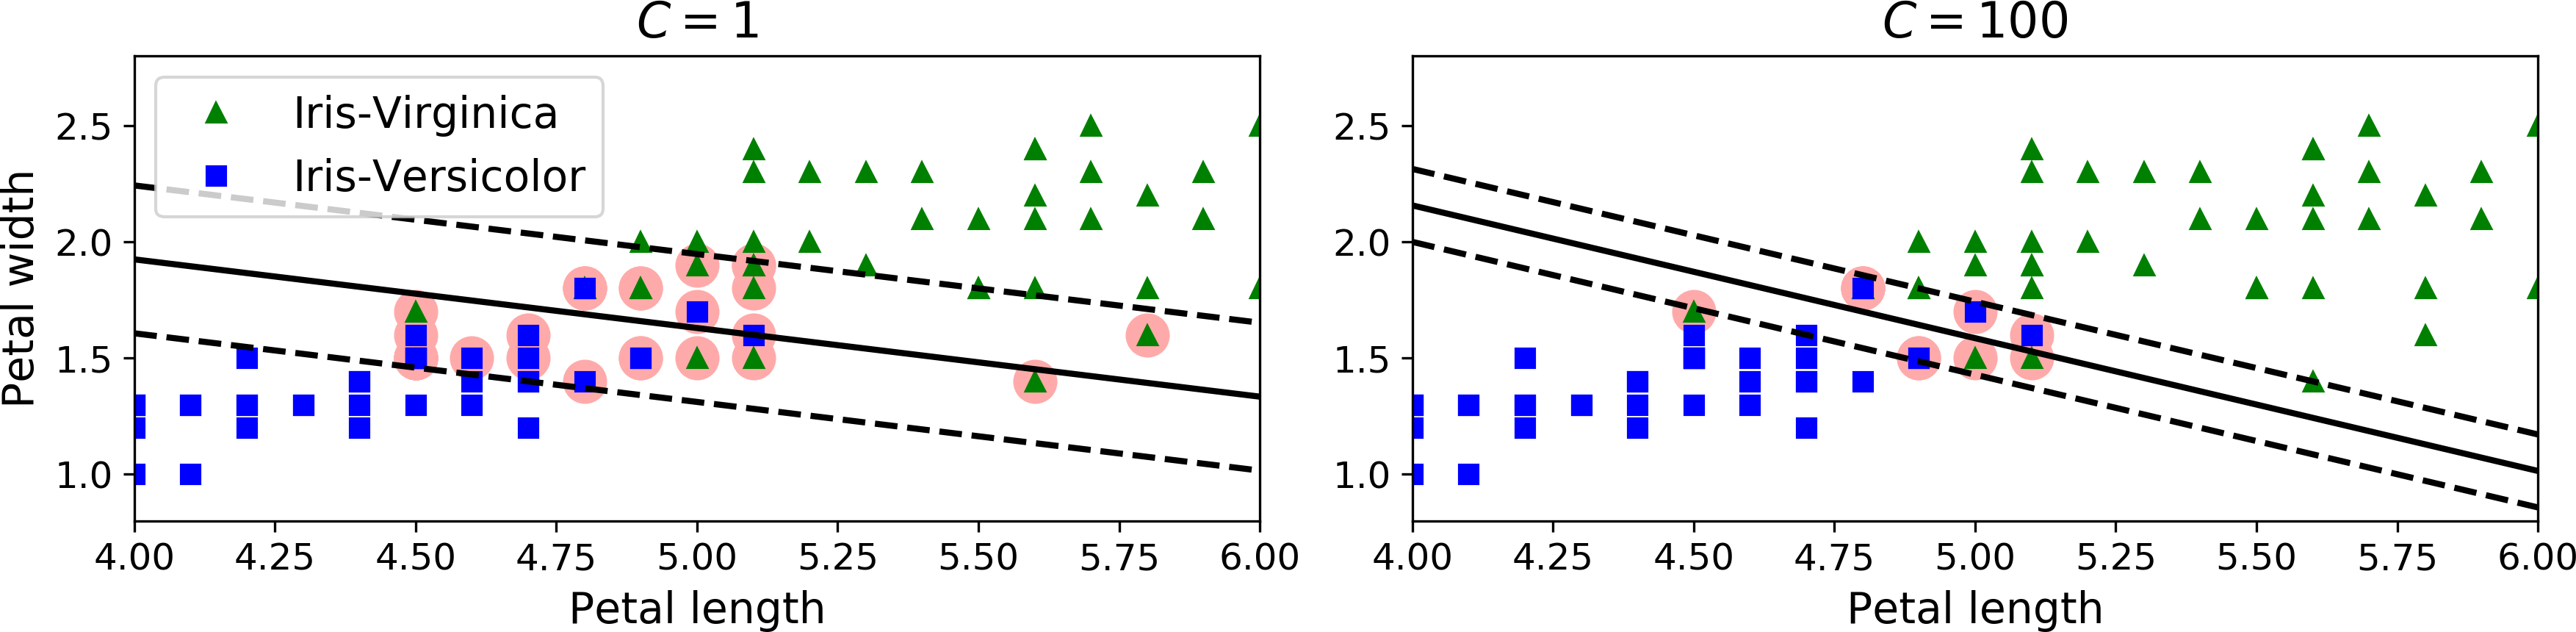 C = 1
Iris-Virginica
Iris-Versicolor
2.5
2.0
1.5
1.0
Petal width
4.00 4.25 4.50 4.75 5.00 5.25 5.50 5.75 6.00
Petal length
C = 100
2.5
2.0
1.5
1.0
4.00 4.25 4.50 4.75 5.00 5.25 5.50 5.75 6.00
Petal length